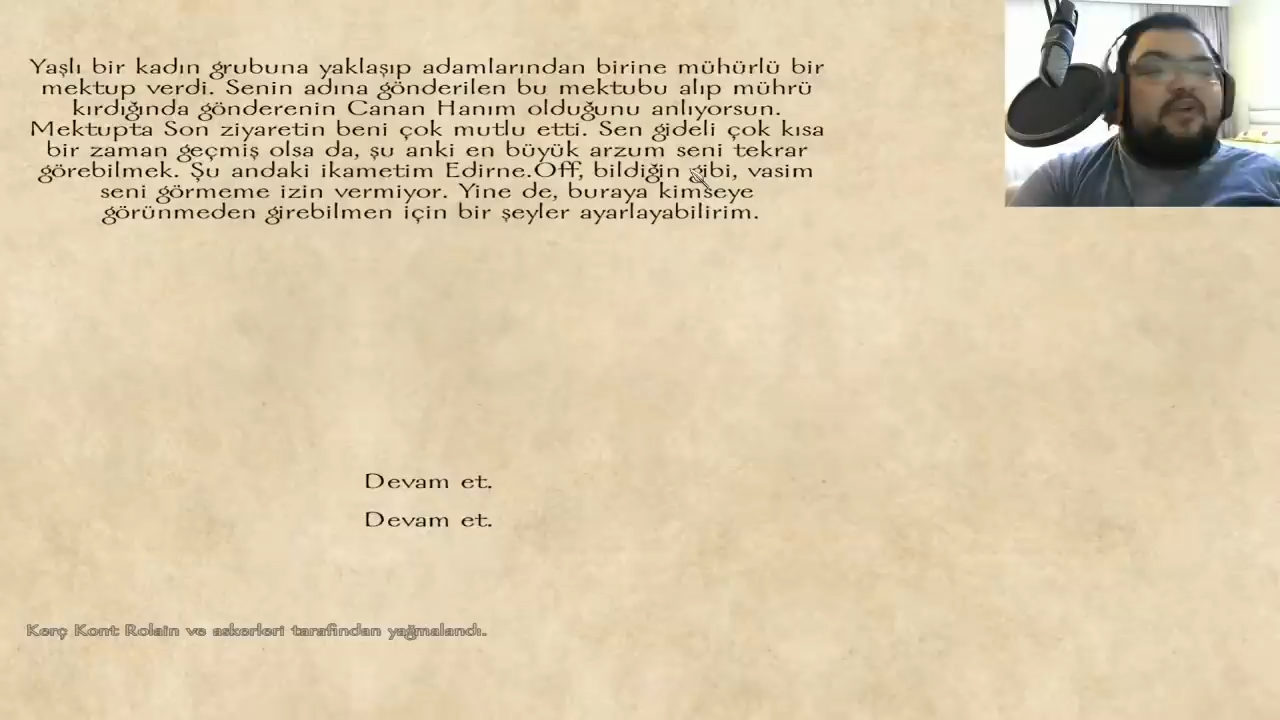 Yaşlı bir kadın grubuna yaklaşıp adamlarından birine mühürlü bir
mektup verdi. Senin adına gönderilen bu mektubu alıp mührü
kırdığında gönderenin Canan Hanım olduğunu anlıyorsun.
Mektupta Son ziyaretin beni çok mutlu etti. Sen gideli çok kısa
bir zaman geçmiş olsa da, şu anki en büyük arzum seni tekrar
görebilmek. Şu andaki ikametim Edirne.Off, bildiğin gibi, vasim
seni görmeme izin vermiyor. Yine de, buraya kimseye
görünmeden girebilmen için bir şeyler ayarlayabilirim.
Devam et.
Devam et.
Kerç Kont Rolain ve askerleri tarafından yağmalandı.